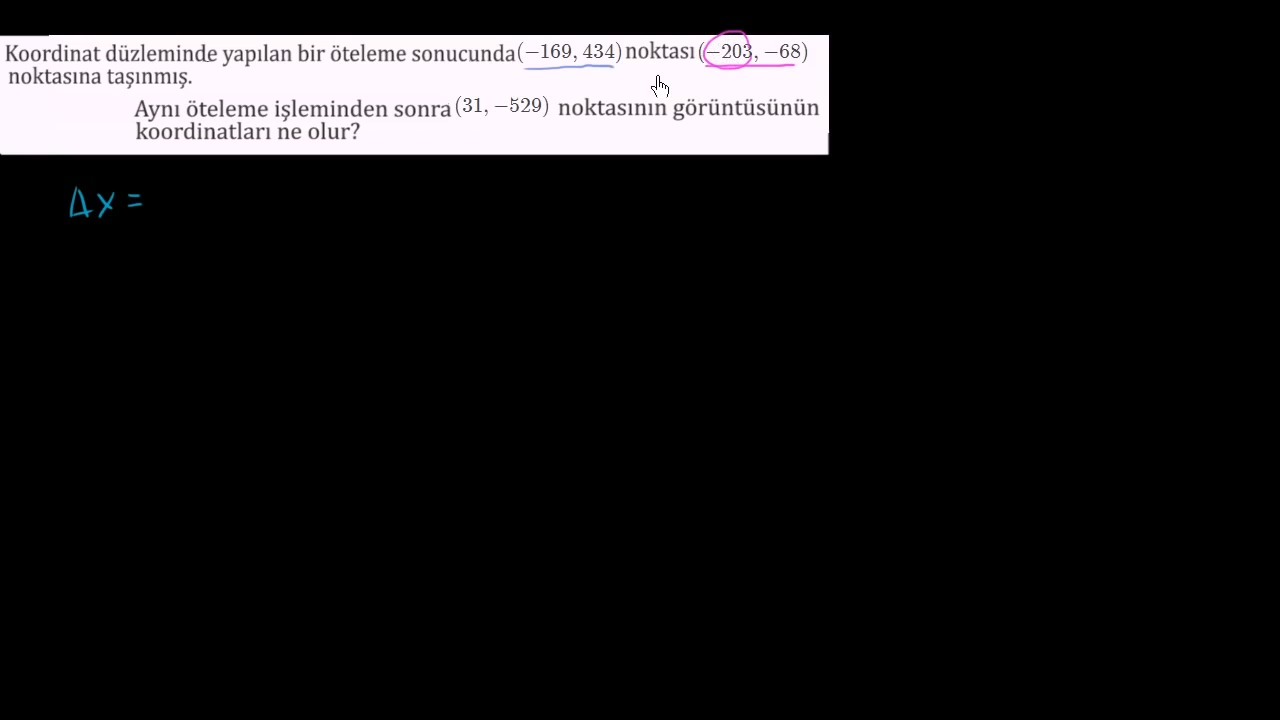 Koordinat düzleminde yapılan bir öteleme sonucunda (−169, 434) noktası (−203, −68)
noktasına taşınmış.
Aynı öteleme işleminden sonra (31, −529) noktasının görüntüsünün
koordinatları ne olur?
Δx =